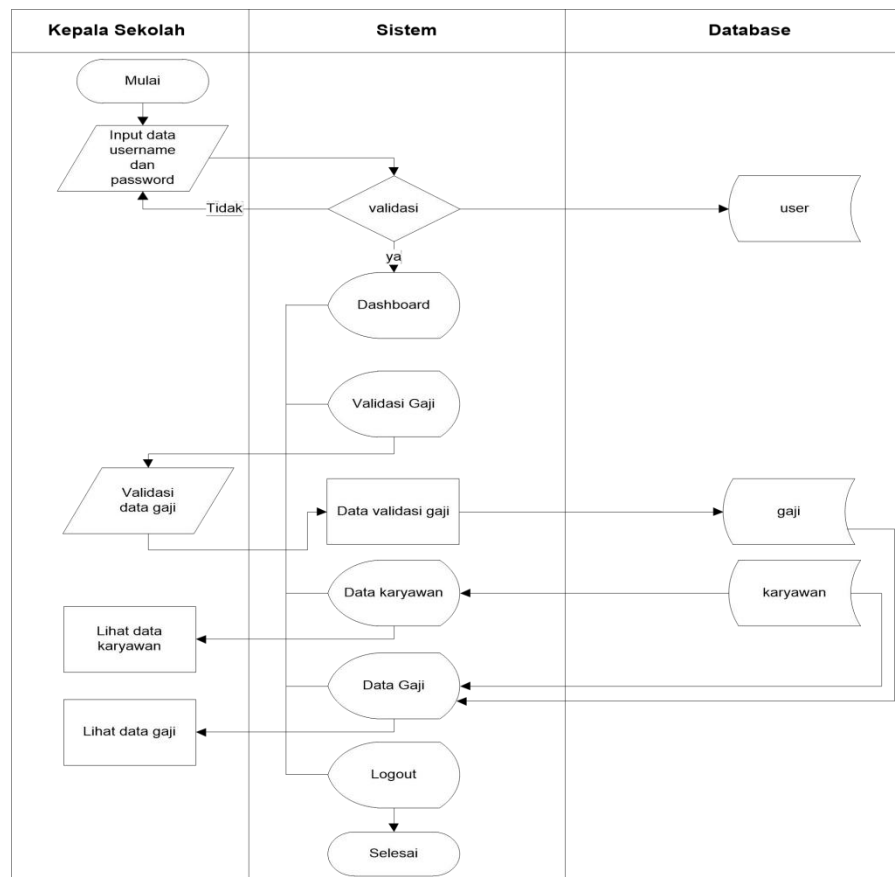 Kepala Sekolah
Sistem
Database
Mulai
Input data
username
dan
password
Tidak
validasi
user
ya
Dashboard
Validasi Gaji
Validasi
data gaji
Data validasi gaji
gaji
Data karyawan
karyawan
Lihat data
karyawan
Data Gaji
Lihat data gaji
Logout
Selesai